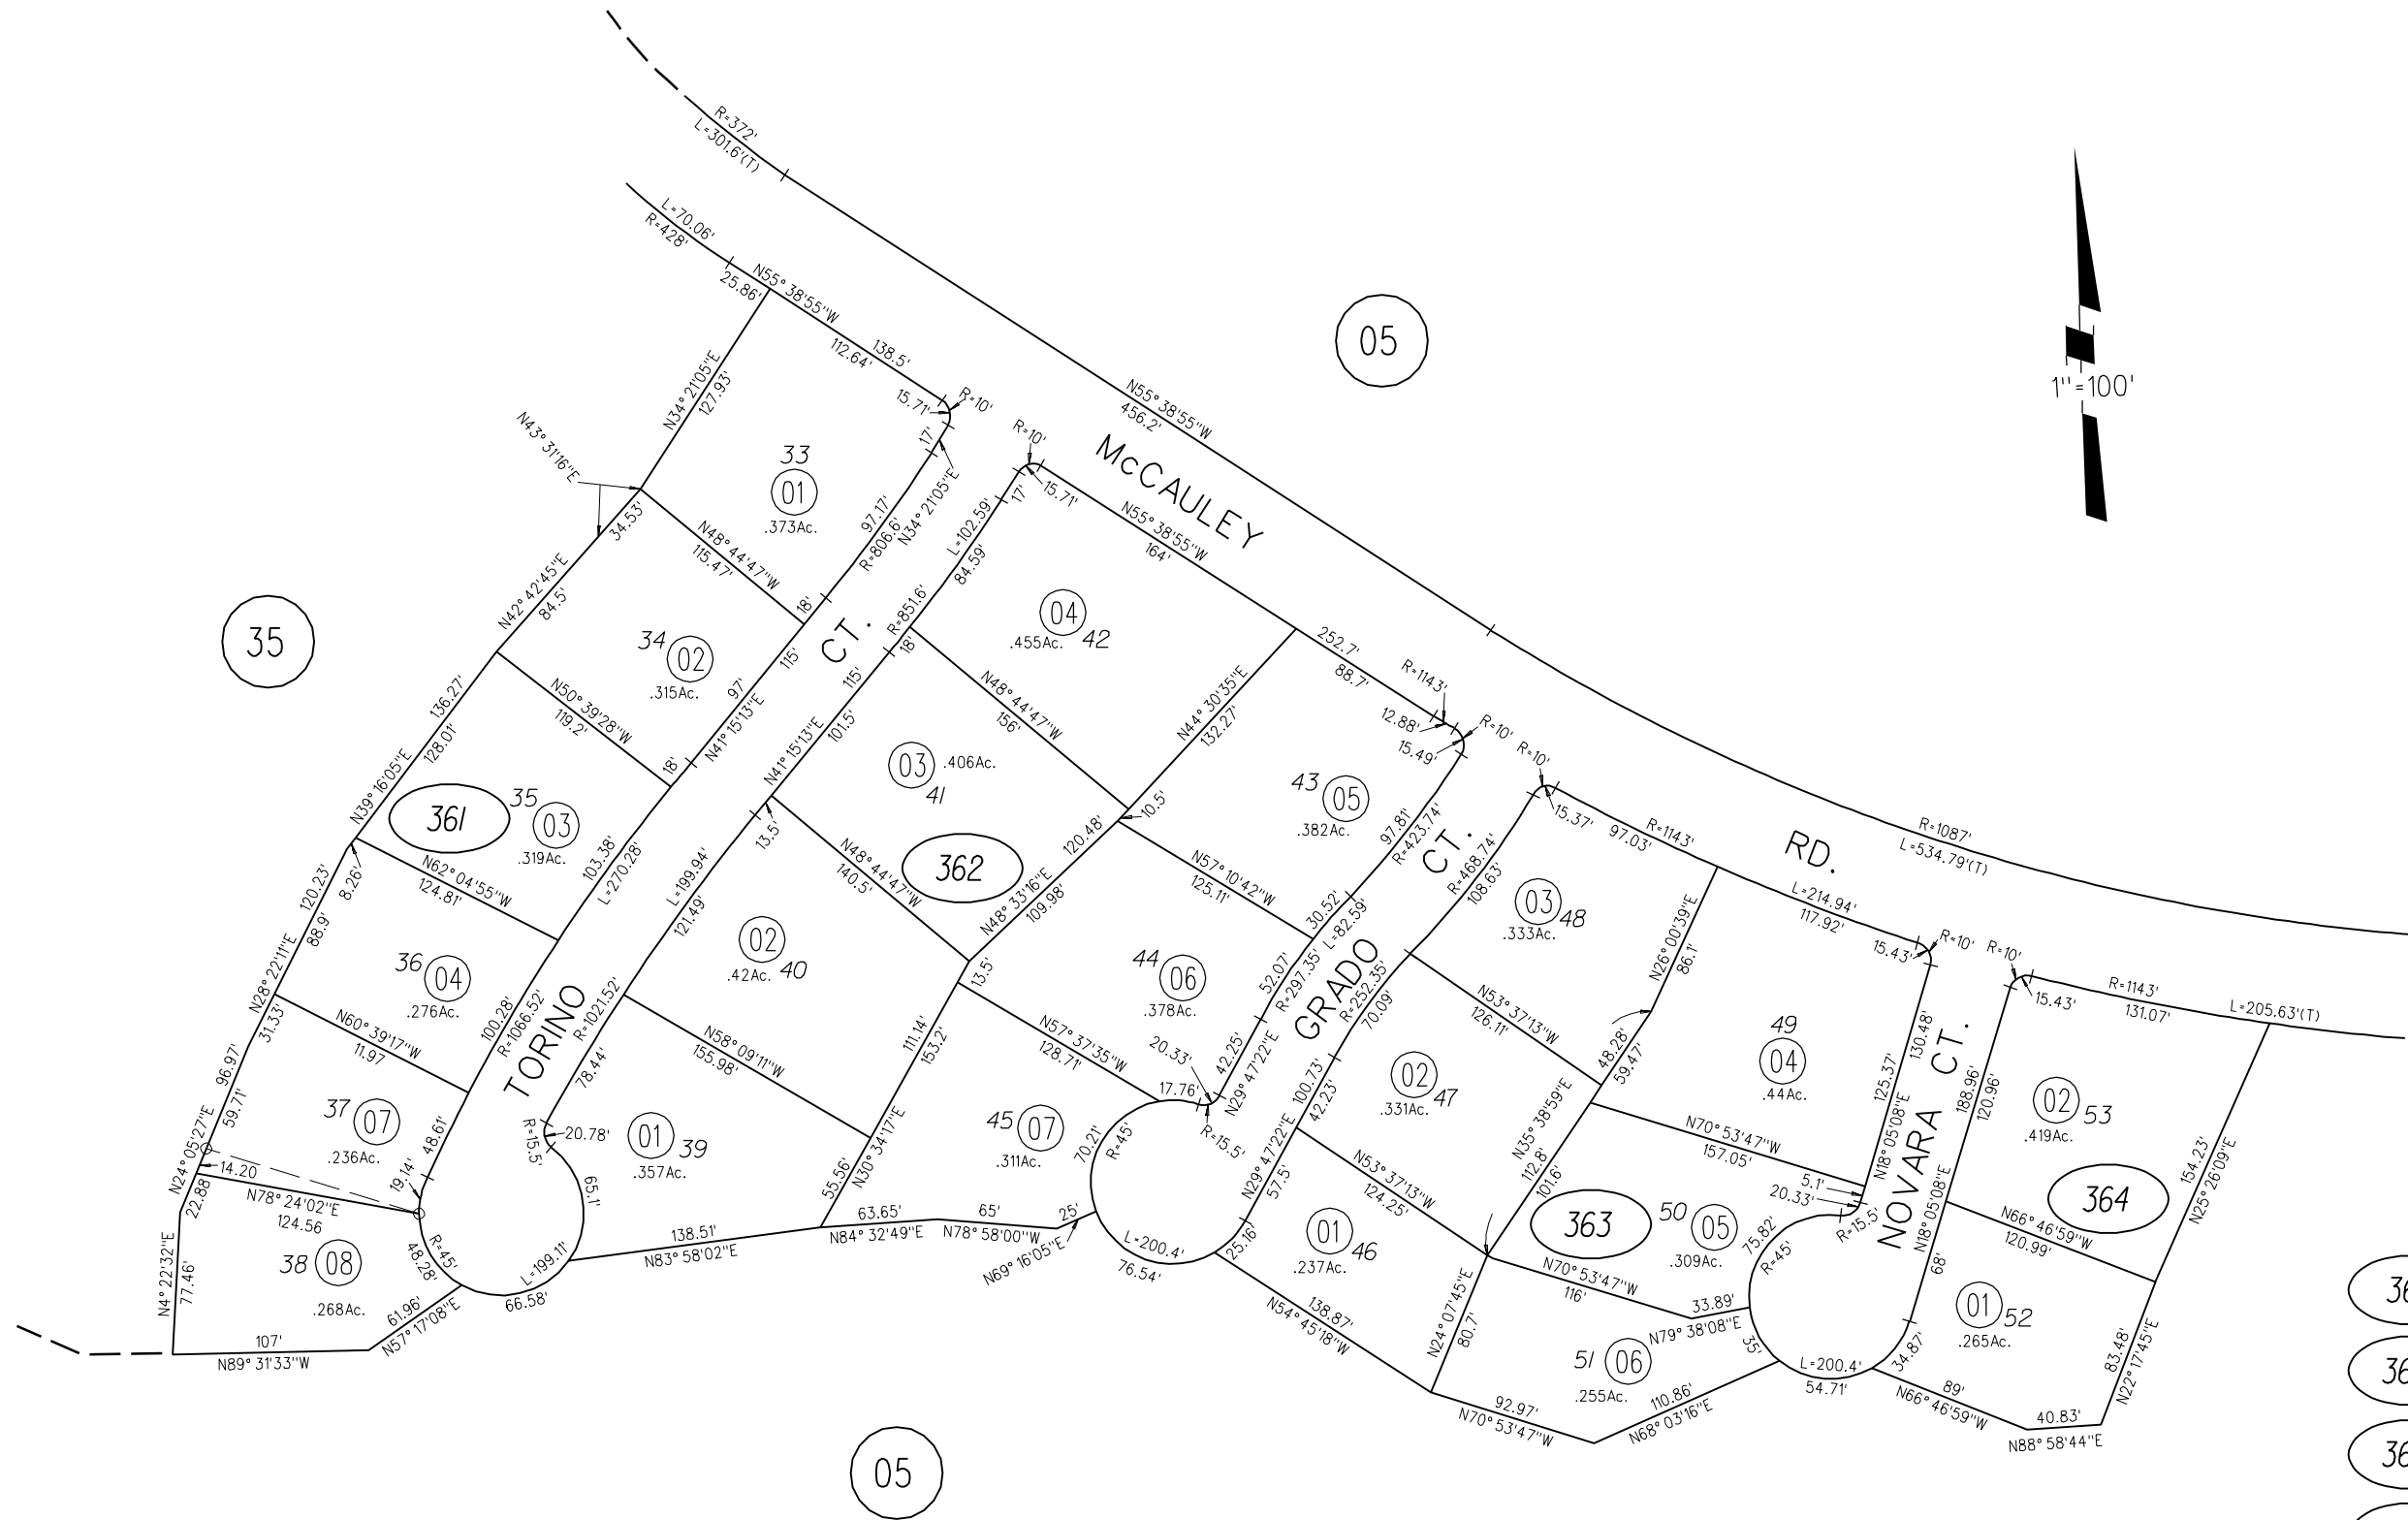 R=372'
L=301.6'(T)
L=70.06'
R=428'
25.86'
N55° 38'55"W
138.5'
112.64'
15.71'
R=10'
17'
N34° 21'05"E
127.93'
N43° 31'16"E
34.53'
33
01
.373Ac.
97.17'
R=806.6'
N34° 21'05"E
N48° 44'47"W
115.47'
18'
05
N55° 38'55"W
456.2'
1"=100'
McCAULEY
RD.
R=10'
15.71'
17'
L=102.59'
84.59'
R=851.6'
18'
N55° 38'55"W
164'
252.7'
88.7'
04
.455Ac.
42
35
N42° 42'45"E
84.5'
34
02
.315Ac.
115'
97'
N41° 15'13"E
18'
CT.
115'
N41° 15'13"E
101.5'
13.5'
N50° 39'28"W
119.2'
136.27'
128.01'
N39° 16'05"E
N48° 44'47"W
156'
N44° 30'35"E
132.27'
10.5'
03
.406Ac.
41
R=1143'
12.88'
15.49'
R=10'
R=10'
15.37'
43
05
.382Ac.
97.81'
R=423.74'
CT.
R=468.74'
108.63'
97.03'
R=1143'
L=214.94'
117.92'
15.43'
R=10'
R=10'
15.43'
R=1087'
L=534.79'(T)
R=1143'
131.07'
L=205.63'(T)
361
35
03
.319Ac.
103.38'
L=270.28'
N62° 04'55"W
124.81'
8.26'
120.23'
88.9'
N28° 22'11"E
31.33'
362
N48° 44'47"W
140.5'
120.48'
N48° 33'16"E
109.98'
N57° 10'42"W
125.11'
L=199.94'
121.49'
R=1021.52'
78.44'
02
.42Ac.
40
13.5'
30.52'
L=82.59'
52.07'
R=297.35'
42.25'
N29° 47'22"E
GRADO
R=252.35'
70.09'
03
48
.333Ac.
N26° 00'39"E
86.1'
36
04
.276Ac.
N60° 39'17"W
11.97
100.28'
R=1066.52'
TORINO
44
06
.378Ac.
N57° 37'35"W
128.71'
20.33'
17.76'
R=15.5'
N53° 37'13"W
126.11'
48.28'
59.47'
49
04
.44Ac.
130.48'
125.37'
N18° 05'08"E
NOVARA
CT.
188.96'
120.96'
N18° 05'08"E
68'
02
53
.419Ac.
154.23'
N25° 26'09"E
364
96.97'
59.71'
N24° 05'27"E
22.88'
37
07
.236Ac.
48.61'
19.14'
14.20
N78° 24'02"E
124.56
N58° 09'11"W
155.98'
111.14'
153.2'
N30° 34'17"E
55.56'
R=15.5'
20.78'
65.1'
01
39
.357Ac.
45
07
.311Ac.
70.21'
R=45'
02
.331Ac.
47
100.73'
42.23'
N29° 47'22"E
57.5'
N53° 37'13"W
124.25'
N35° 38'59"E
112.8'
101.6'
N70° 53'47"W
157.05'
5.1'
20.33'
R=15.5'
363
50
05
.309Ac.
75.82'
R=45'
N66° 46'59"W
120.99'
N4° 22'32"E
77.46'
38
08
.268Ac.
R=45'
48.28'
L=199.11'
66.58'
61.96'
N57° 17'08"E
107'
N89° 31'33"W
138.51'
N83° 58'02"E
63.65'
N84° 32'49"E
65'
N78° 58'00"W
25'
N69° 16'05"E
L=200.4'
76.54'
25.16'
01
46
.237Ac.
138.87'
N54° 45'18"W
N24° 07'45"E
80.7'
N70° 53'47"W
116'
33.89'
N79° 38'08"E
35'
51
06
.255Ac.
92.97'
N70° 53'47"W
110.86'
N68° 03'16"E
L=200.4'
54.71'
34.87'
01
52
.265Ac.
89'
N66° 46'59"W
40.83'
N88° 58'44"E
83.48'
N22° 17'45"E
05